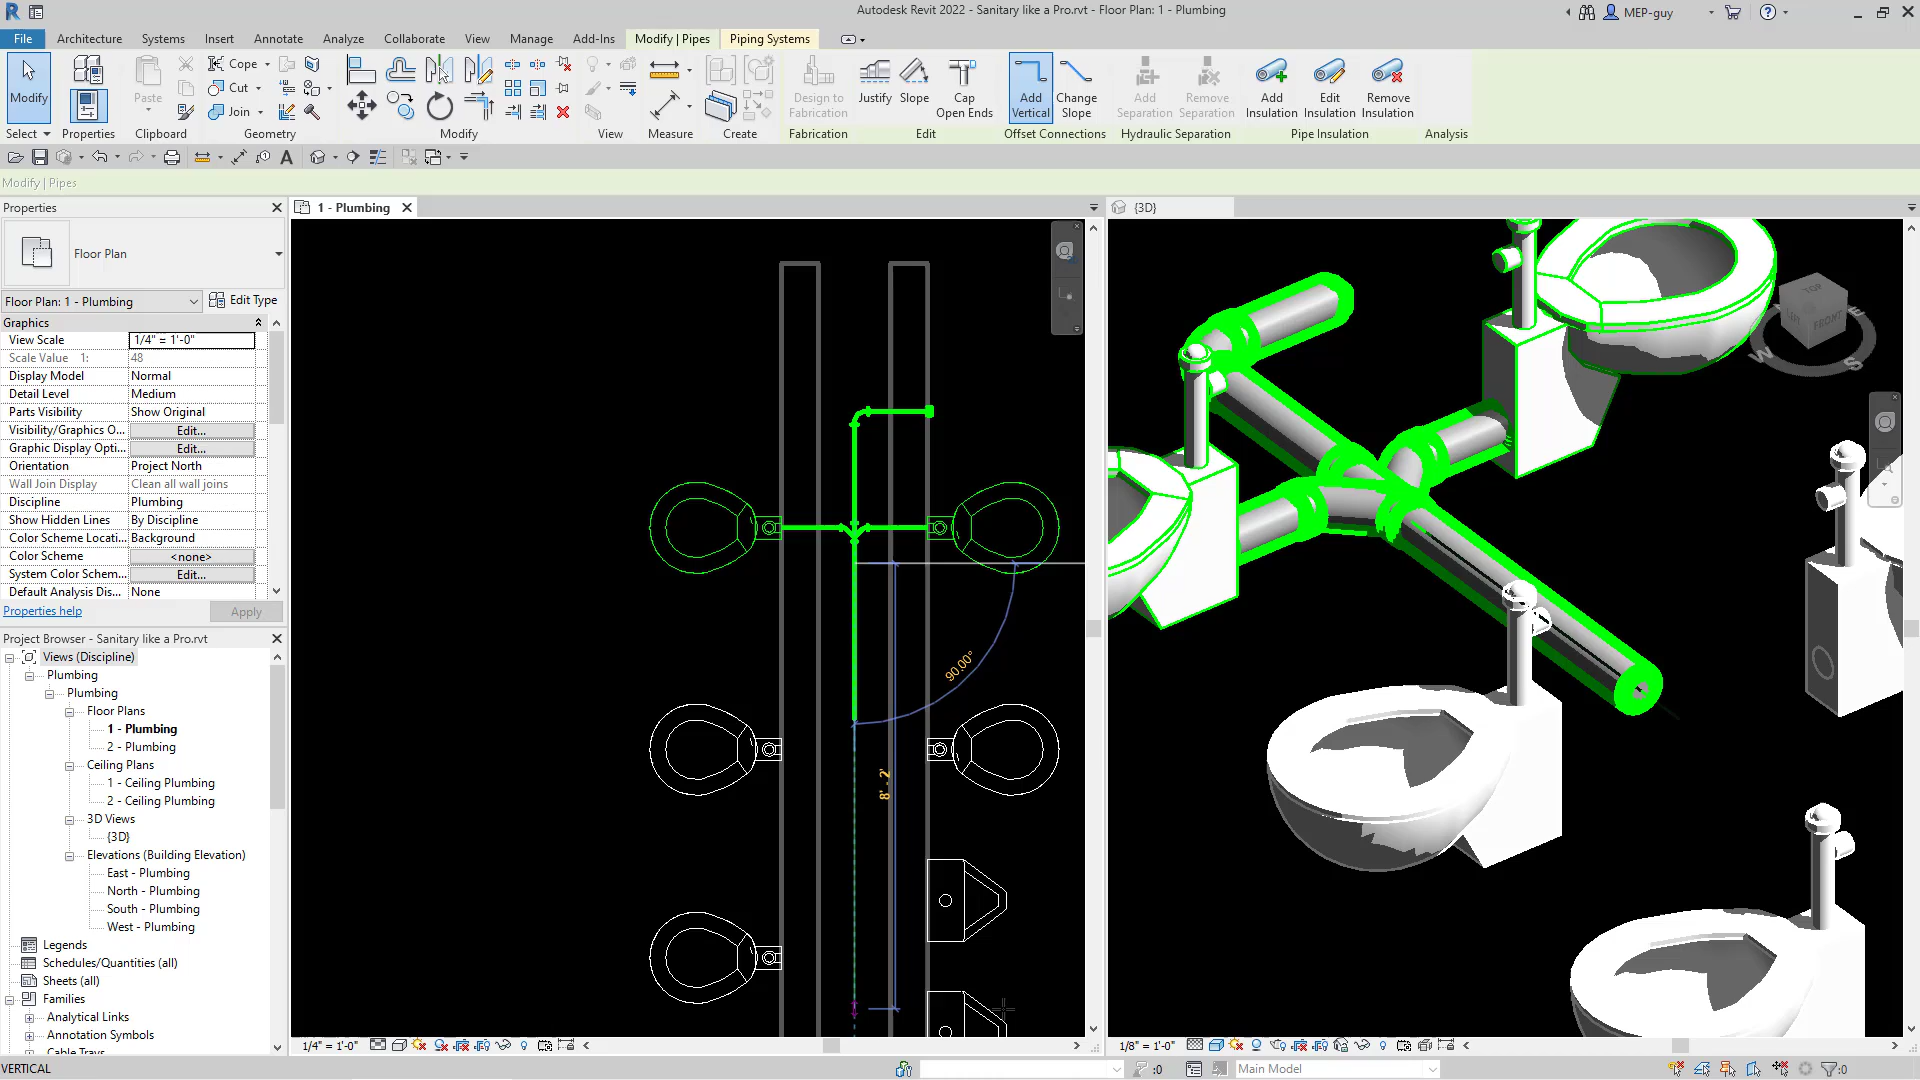 Autodesk Revit 2022 - Sanitary like a Pro.rvt - Floor Plan: 1 - Plumbing
MEP-guy
File Architecture Systems Insert Annotate Analyze Collaborate View Manage Add-Ins Modify | Pipes Piping Systems
Modify
Paste
Cope
Cut
Join
Design to
Fabrication
Justify
Slope
Cap
Open Ends
Add
Vertical
Change
Slope
Add
Separation
Remove
Separation
Add
Insulation
Edit
Insulation
Remove
Insulation
Select Properties Clipboard Geometry Modify View Measure Create Fabrication Edit Offset Connections Hydraulic Separation Pipe Insulation Analysis
Modify | Pipes
Properties
Floor Plan
Floor Plan: 1 - Plumbing
Edit Type
Graphics
View Scale 1/4" = 1'-0"
Scale Value 1: 48
Display Model Normal
Detail Level Medium
Parts Visibility Show Original
Visibility/Graphics O... Edit...
Graphic Display Opti... Edit...
Orientation Project North
Wall Join Display Clean all wall joins
Discipline Plumbing
Show Hidden Lines By Discipline
Color Scheme Locati... Background
Color Scheme <none>
System Color Schem... Edit...
Default Analysis Dis... None
Properties help Apply
Project Browser - Sanitary like a Pro.rvt
Views (Discipline)
Plumbing
Plumbing
Floor Plans
1 - Plumbing
2 - Plumbing
Ceiling Plans
1 - Ceiling Plumbing
2 - Ceiling Plumbing
3D Views
{3D}
Elevations (Building Elevation)
East - Plumbing
North - Plumbing
South - Plumbing
West - Plumbing
Legends
Schedules/Quantities (all)
Sheets (all)
Families
Analytical Links
Annotation Symbols
Cable Trays
1 - Plumbing
90.00°
8' - 2'
1/4" = 1'-0"
{3D}
TOP
FRONT
W
S
E
1/8" = 1'-0"
VERTICAL
:0
Main Model
:0